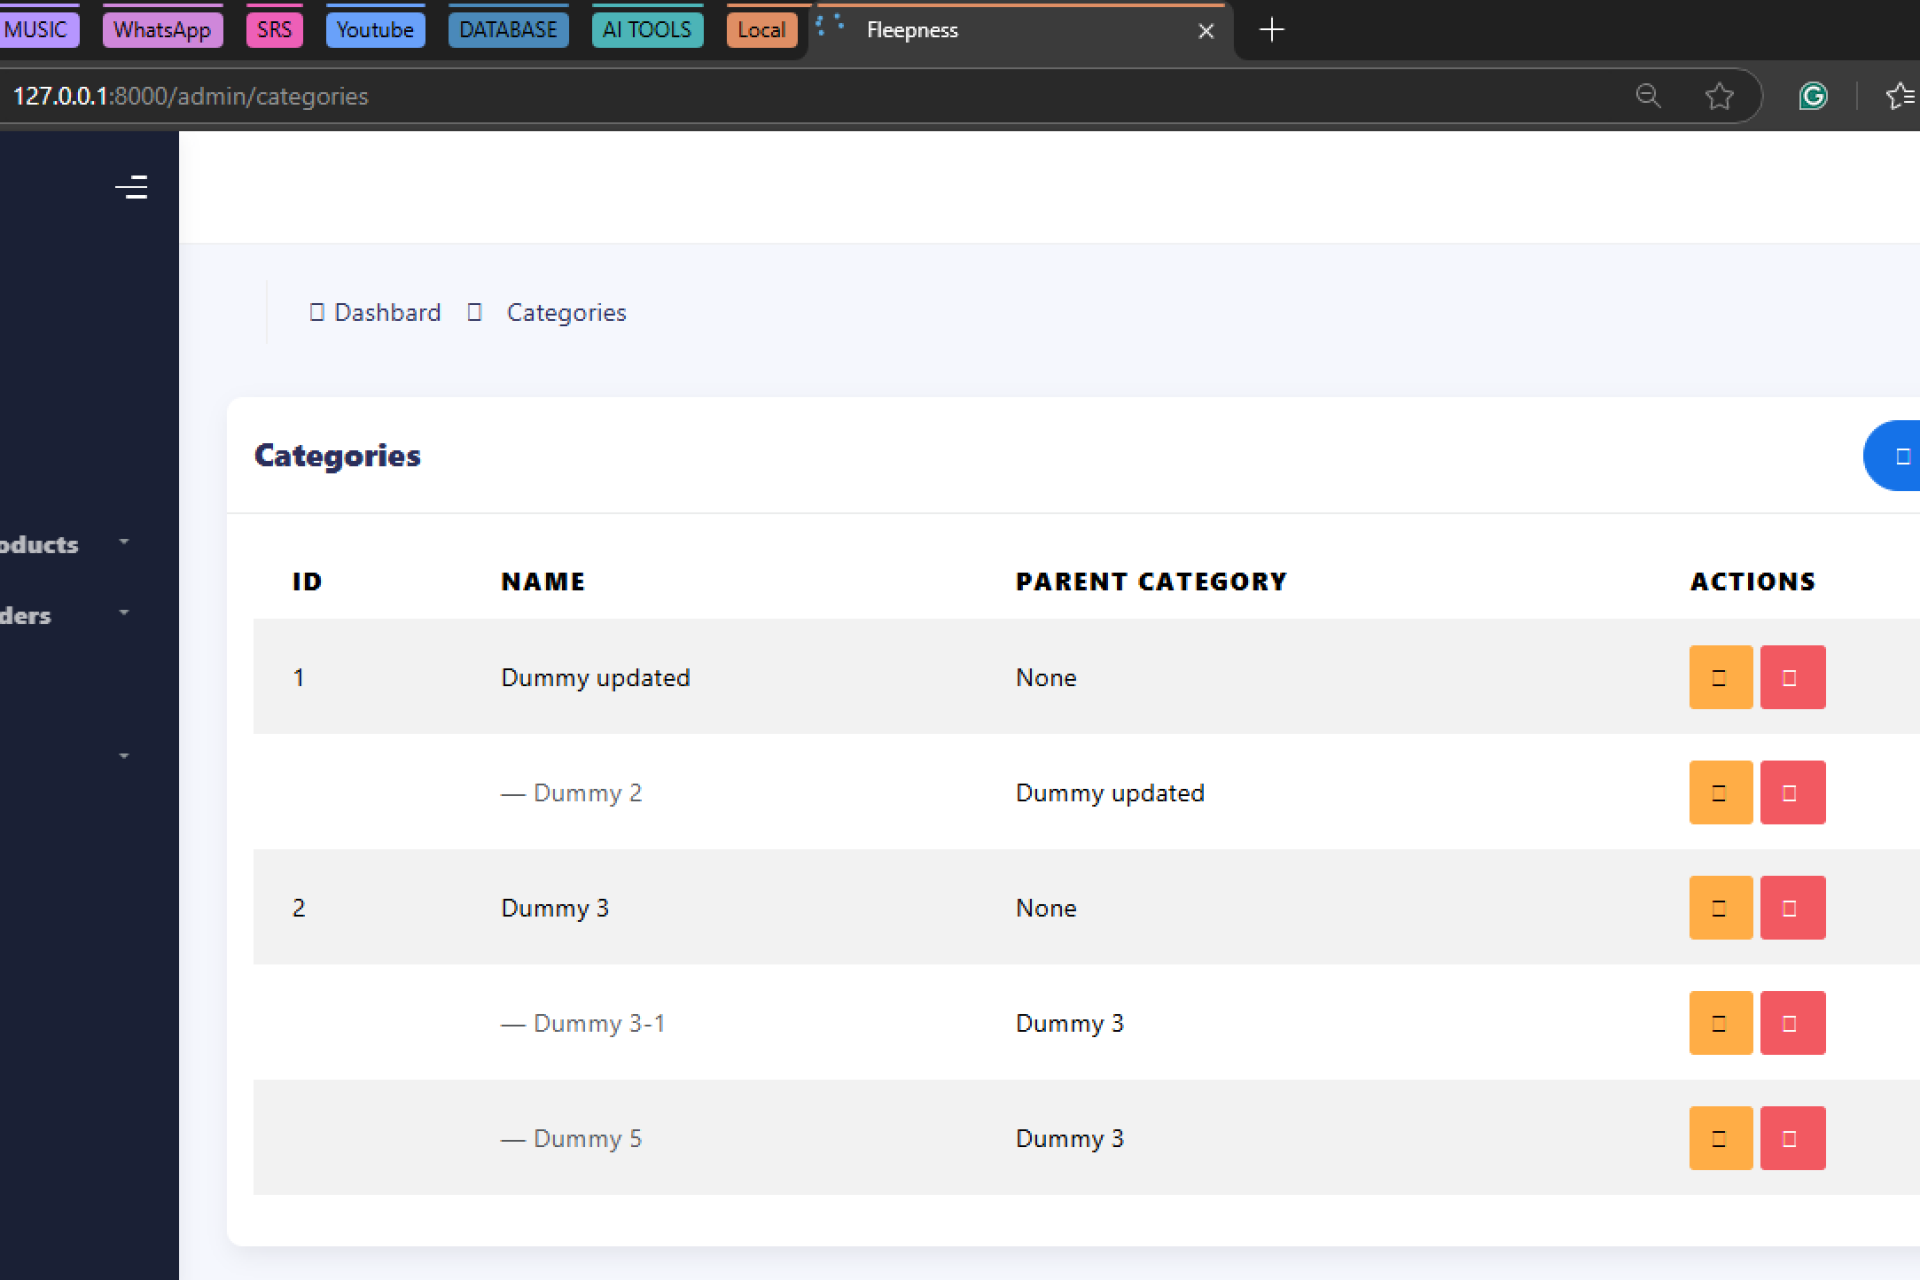 MUSIC WhatsApp SRS Youtube DATABASE AI TOOLS Local Fleepness
127.0.0.1:8000/admin/categories
Dashbard Categories
Categories
oducts
ders
ID NAME PARENT CATEGORY ACTIONS
1 Dummy updated None
— Dummy 2 Dummy updated
2 Dummy 3 None
— Dummy 3-1 Dummy 3
— Dummy 5 Dummy 3